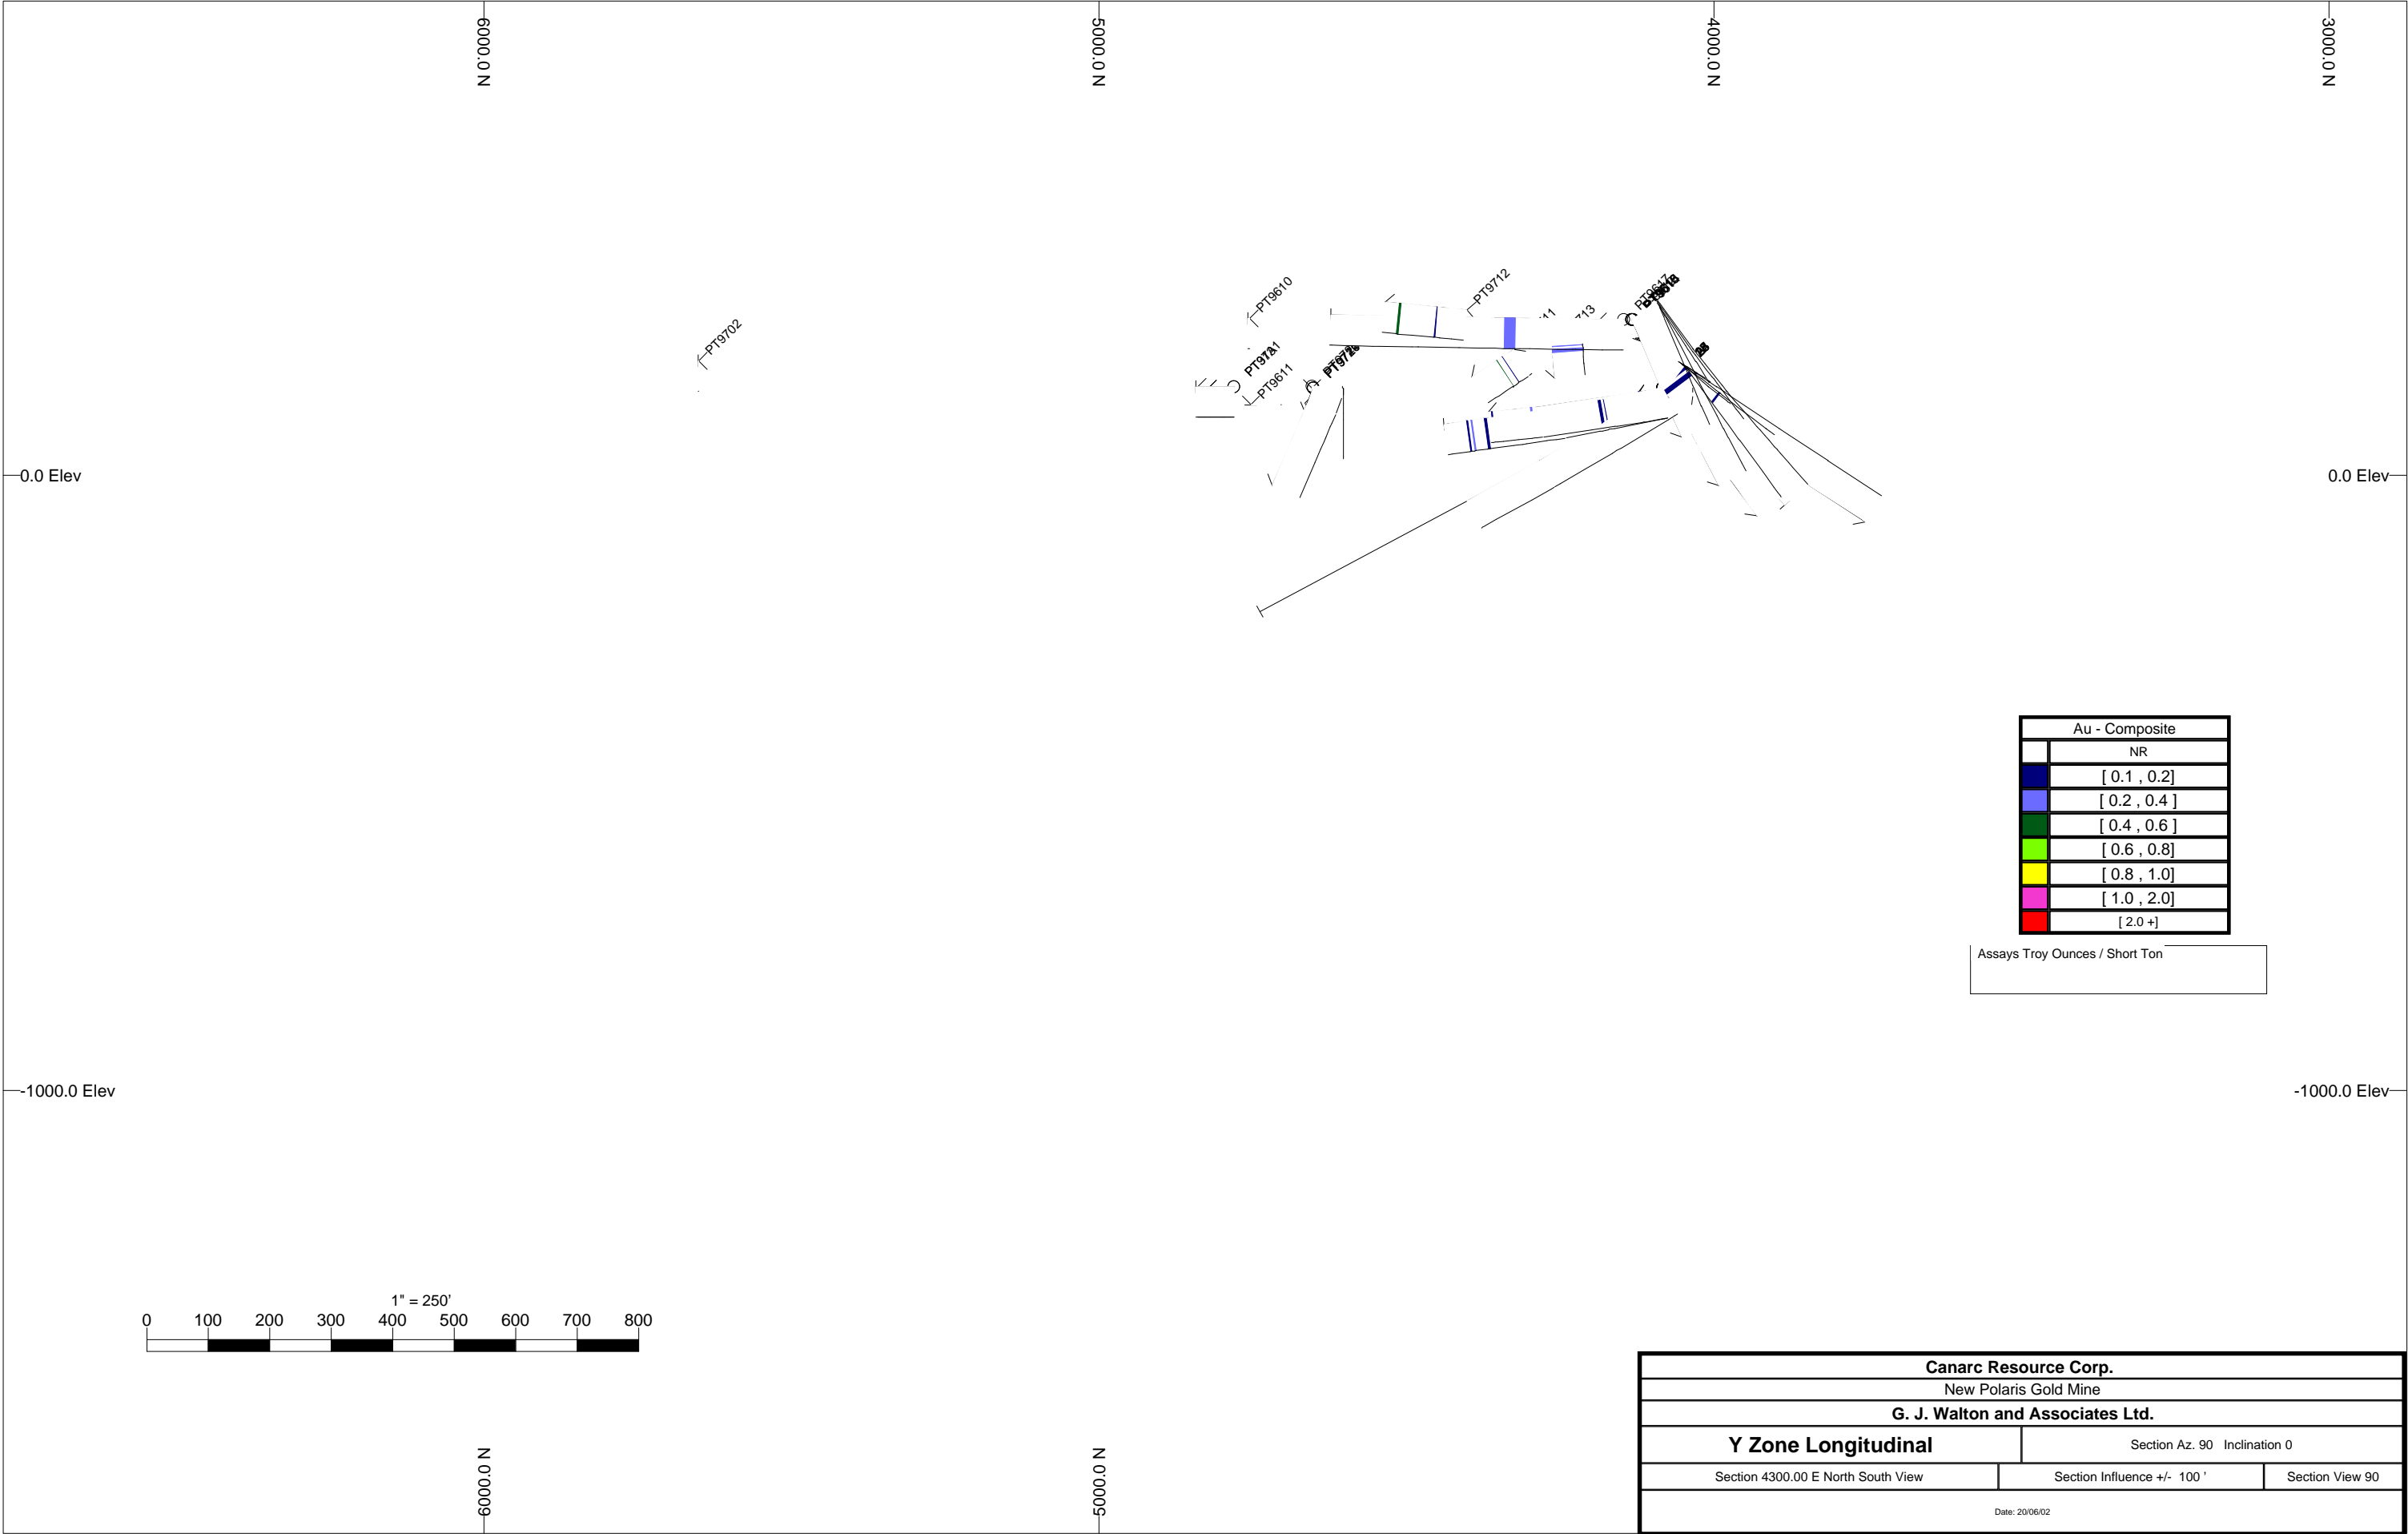 6000.0 N
5000.0 N
4000.0 N
3000.0 N
PT9610
PT9712
PT9617
PT9702
PT9611
0.0 Elev
0.0 Elev
Au - Composite
NR
[ 0.1 , 0.2]
[ 0.2 , 0.4 ]
[ 0.4 , 0.6 ]
[ 0.6 , 0.8]
[ 0.8 , 1.0]
[ 1.0 , 2.0]
[ 2.0 +]
Assays Troy Ounces / Short Ton
-1000.0 Elev
-1000.0 Elev
1" = 250'
0 100 200 300 400 500 600 700 800
Canarc Resource Corp.
New Polaris Gold Mine
G. J. Walton and Associates Ltd.
Y Zone Longitudinal
Section Az. 90 Inclination 0
Section 4300.00 E North South View
Section Influence +/- 100 '
Section View 90
Date: 20/06/02
6000.0 N
5000.0 N